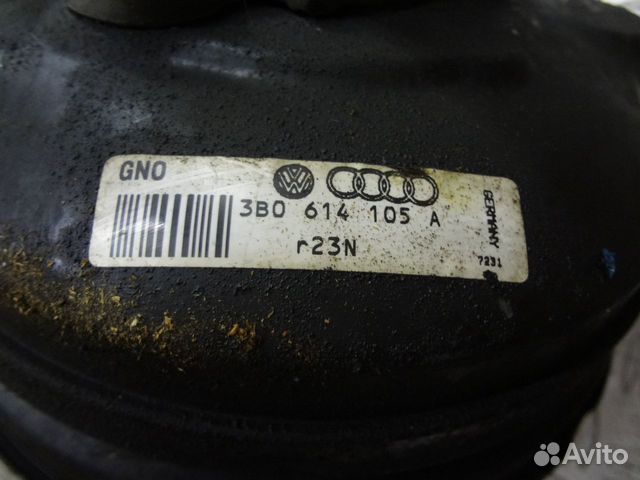 GNO
3B0 614 105 A
r23N
GERMANY
7231
Avito